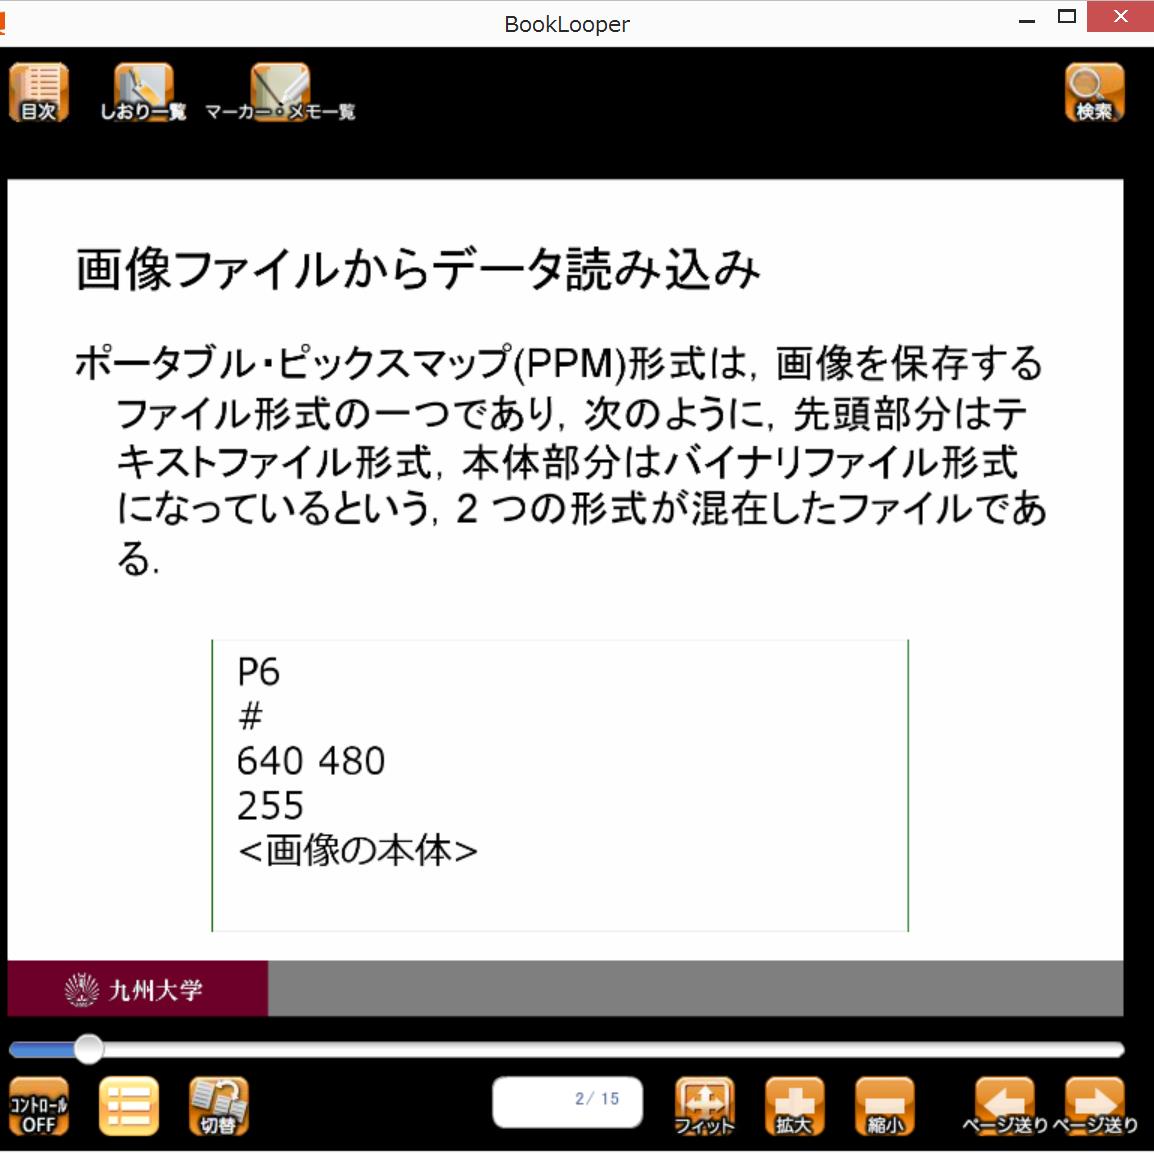 BookLooper
目次
しおり一覧
マーカー・メモ一覧
検索
画像ファイルからデータ読み込み
ポータブル・ピックスマップ(PPM)形式は, 画像を保存する
ファイル形式の一つであり, 次のように, 先頭部分はテ
キストファイル形式, 本体部分はバイナリファイル形式
になっているという, 2 つの形式が混在したファイルであ
る.
P6
#
640 480
255
<画像の本体>
九州大学
コントロール
OFF
切替
2/ 15
フィット
拡大
縮小
ページ送り
ページ送り